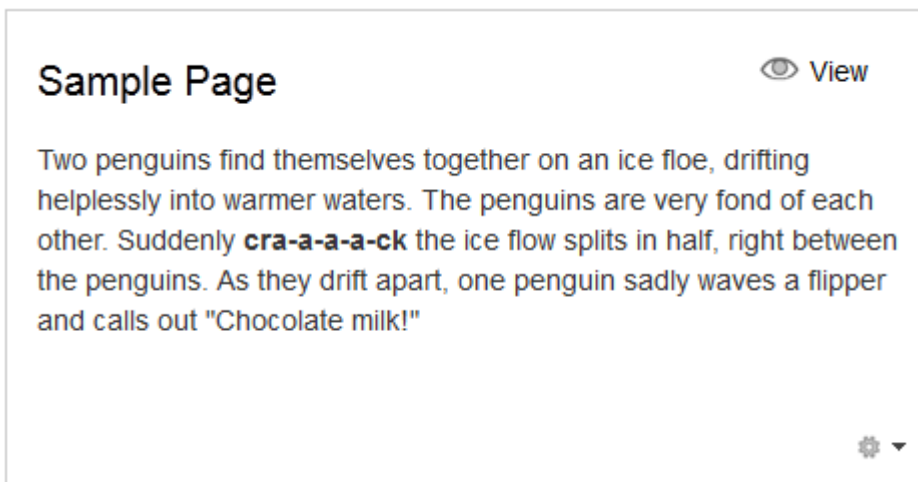 Sample Page
View
Two penguins find themselves together on an ice floe, drifting
helplessly into warmer waters. The penguins are very fond of each
other. Suddenly cra-a-a-a-ck the ice flow splits in half, right between
the penguins. As they drift apart, one penguin sadly waves a flipper
and calls out "Chocolate milk!"